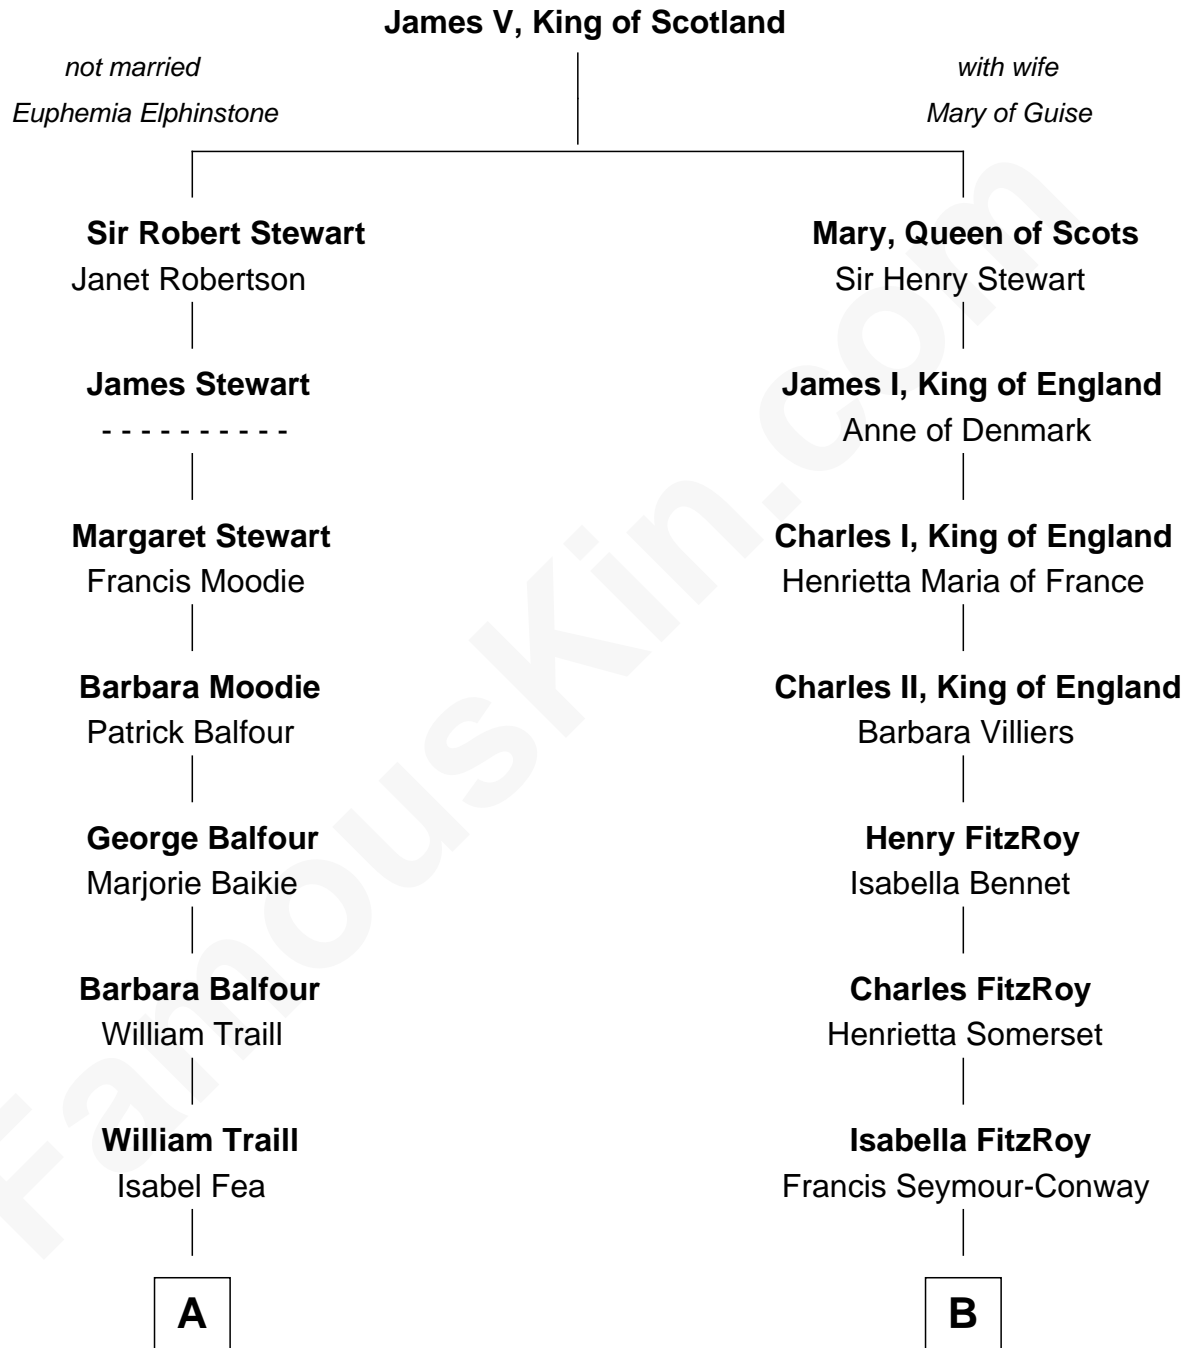 James V, King of Scotland
not married
with wife
Euphemia Elphinstone
Mary of Guise
Sir Robert Stewart
Mary, Queen of Scots
Janet Robertson
Sir Henry Stewart
James Stewart
James I, King of England
- - - - - - - - - -
Anne of Denmark
Margaret Stewart
Charles I, King of England
Francis Moodie
Henrietta Maria of France
Barbara Moodie
Charles II, King of England
Patrick Balfour
Barbara Villiers
George Balfour
Henry FitzRoy
Marjorie Baikie
Isabella Bennet
Barbara Balfour
Charles FitzRoy
William Traill
Henrietta Somerset
William Traill
Isabella FitzRoy
Isabel Fea
Francis Seymour-Conway
A
B
FamousKin.com